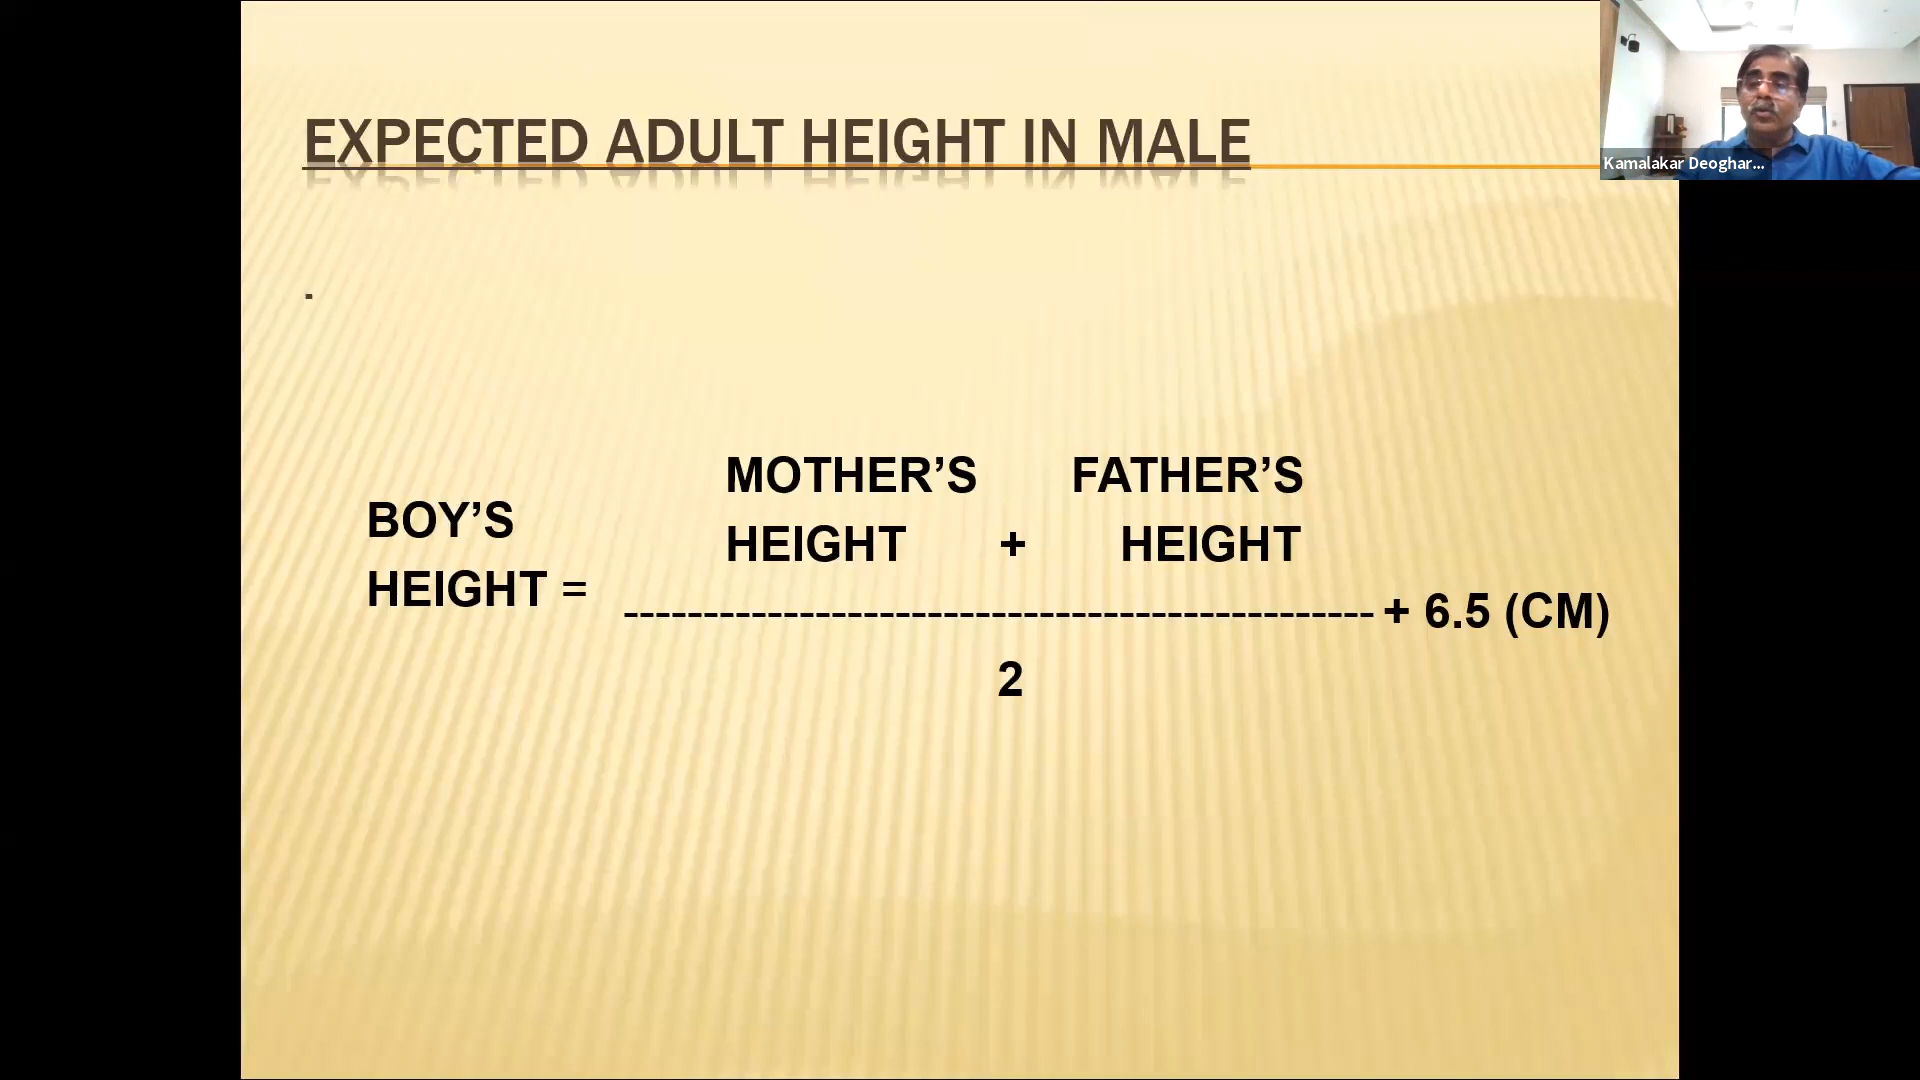 EXPECTED ADULT HEIGHT IN MALE
Kamalakar Deoghar...
MOTHER’S FATHER’S
BOY’S
HEIGHT + HEIGHT
HEIGHT =
----------------------------------------------- + 6.5 (CM)
2